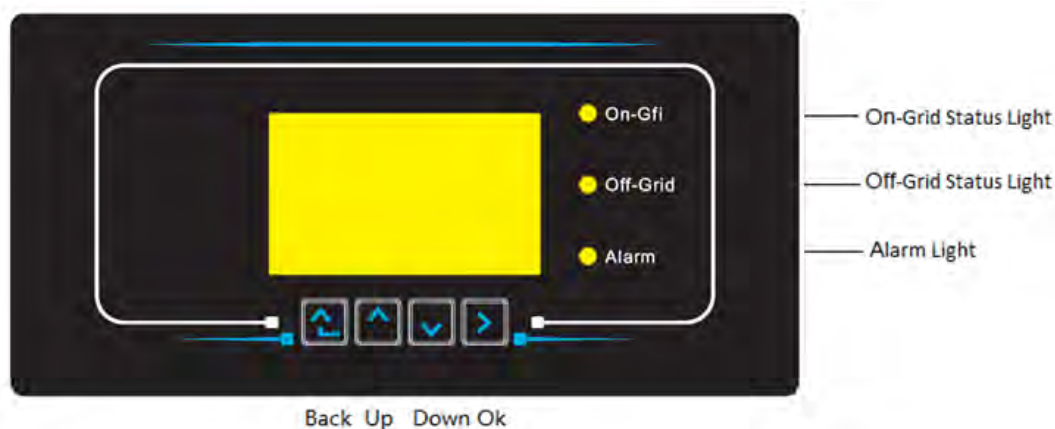 On-Gfi
On-Grid Status Light
Off-Grid
Off-Grid Status Light
Alarm
Alarm Light
Back Up Down Ok